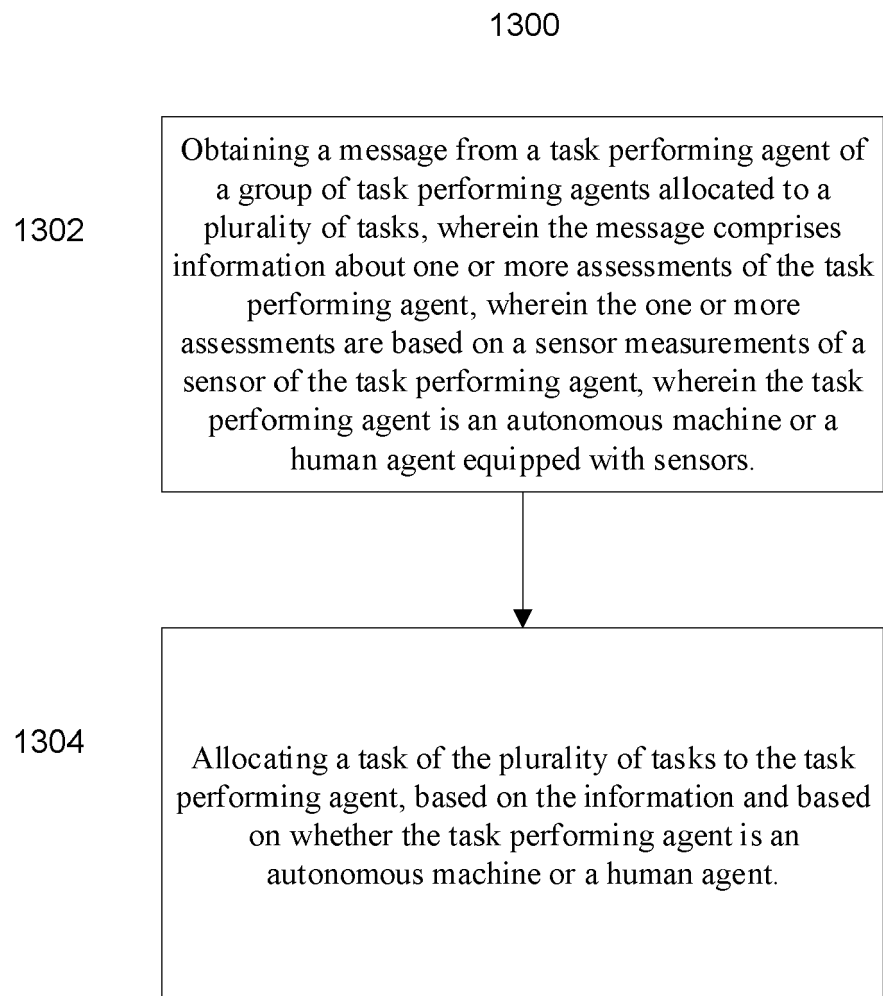 1300
1302
Obtaining a message from a task performing agent of
a group of task performing agents allocated to a
plurality of tasks, wherein the message comprises
information about one or more assessments of the task
performing agent, wherein the one or more
assessments are based on a sensor measurements of a
sensor of the task performing agent, wherein the task
performing agent is an autonomous machine or a
human agent equipped with sensors.
1304
Allocating a task of the plurality of tasks to the task
performing agent, based on the information and based
on whether the task performing agent is an
autonomous machine or a human agent.